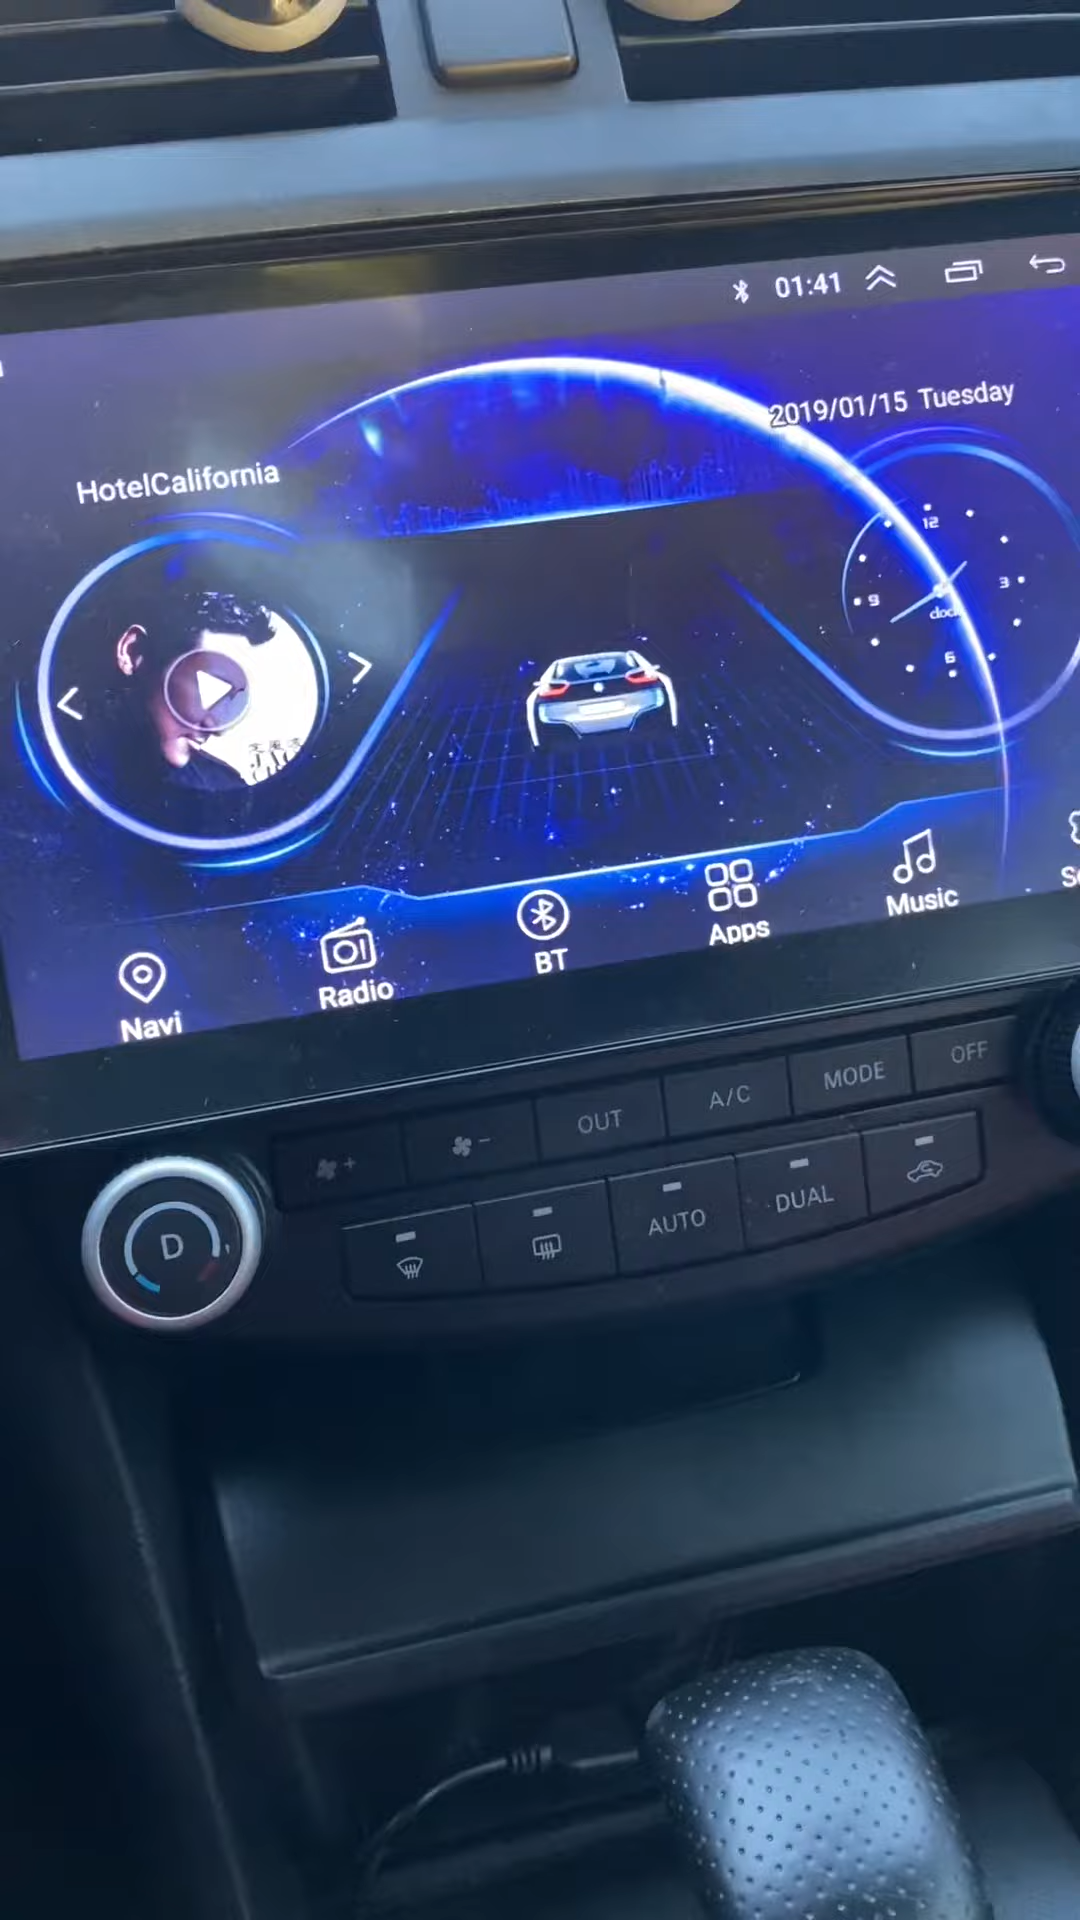 01:41
2019/01/15 Tuesday
HotelCalifornia
12
9
3
clock
6
Navi
Radio
BT
Apps
Music
+
-
OUT
A/C
MODE
OFF
AUTO
DUAL
D